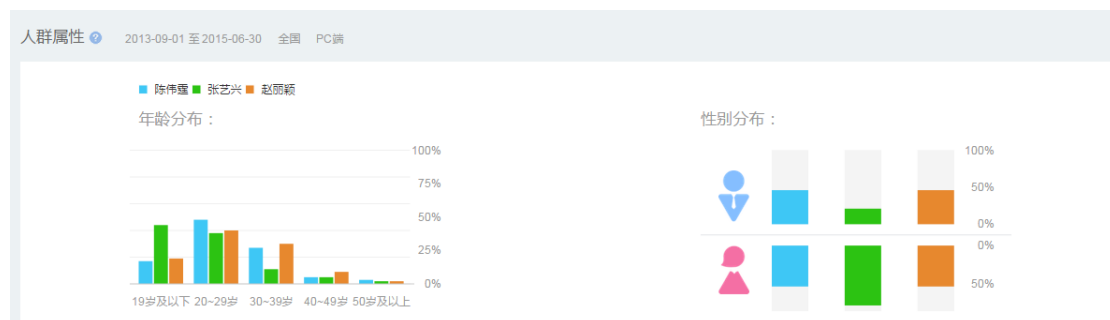 人群属性 ? 2013-09-01 至 2015-06-30 全国 PC端
陈伟霆 张艺兴 赵丽颖
年龄分布：
100%
75%
50%
25%
0%
19岁及以下 20~29岁 30~39岁 40~49岁 50岁及以上
性别分布：
100%
50%
0%
0%
50%